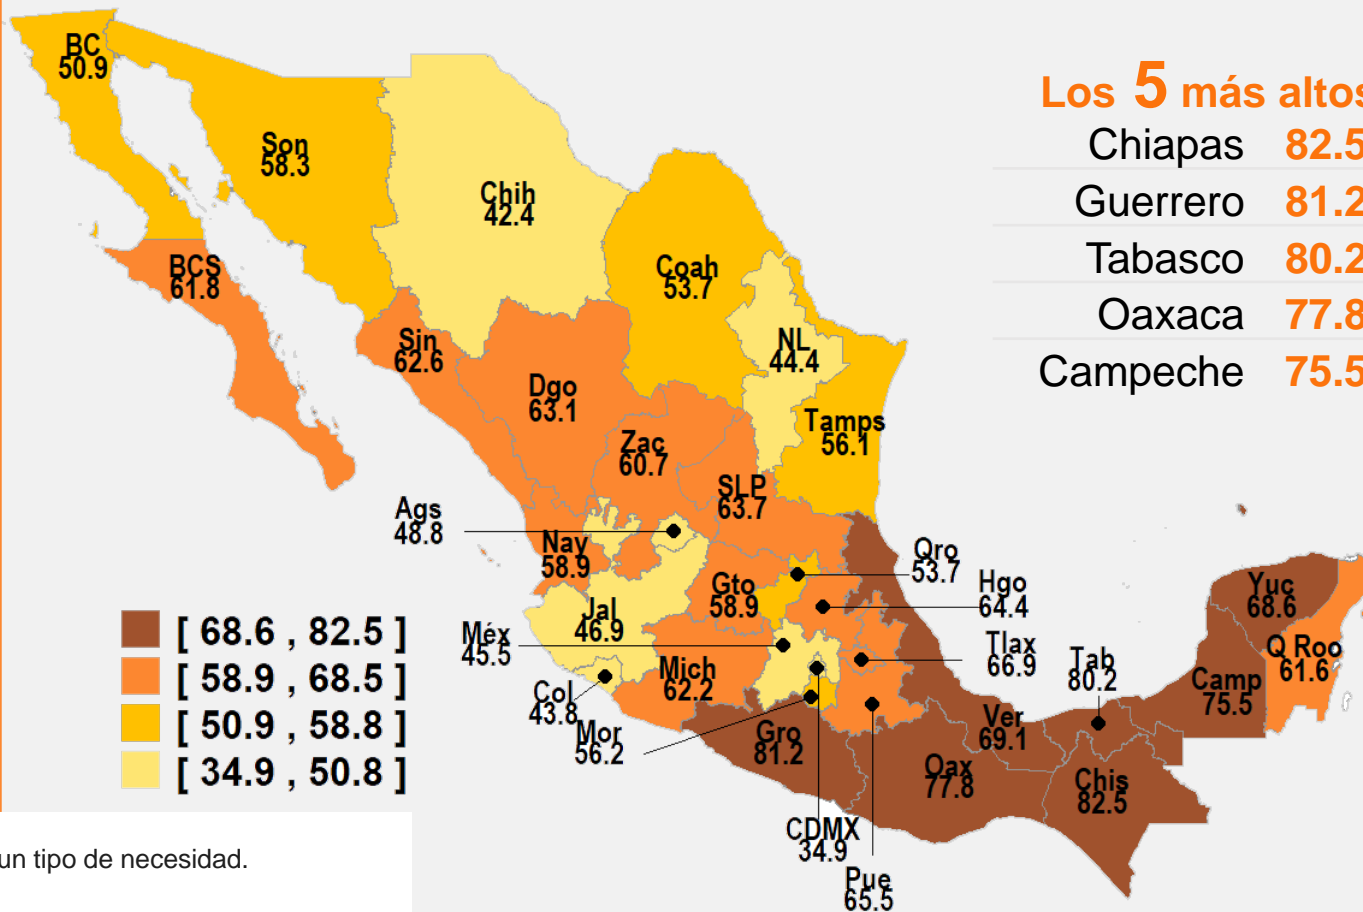 BC
50.9
Son
58.3
Chih
42.4
BCS
61.8
Coah
53.7
Sin
62.6
NL
44.4
Dgo
63.1
Tamps
56.1
Zac
60.7
SLP
63.7
Ags
48.8
Nay
58.9
Gto
58.9
Qro
53.7
Hgo
64.4
Jal
46.9
Méx
45.5
Mich
62.2
Tlax
66.9
Tab
80.2
Yuc
68.6
Q Roo
61.6
Camp
75.5
Col
43.8
Mor
56.2
Gro
81.2
Ver
69.1
Oax
77.8
Chis
82.5
CDMX
34.9
Pue
65.5
Los 5 más altos
Chiapas 82.5
Guerrero 81.2
Tabasco 80.2
Oaxaca 77.8
Campeche 75.5
[ 68.6 , 82.5 ]
[ 58.9 , 68.5 ]
[ 50.9 , 58.8 ]
[ 34.9 , 50.8 ]
un tipo de necesidad.